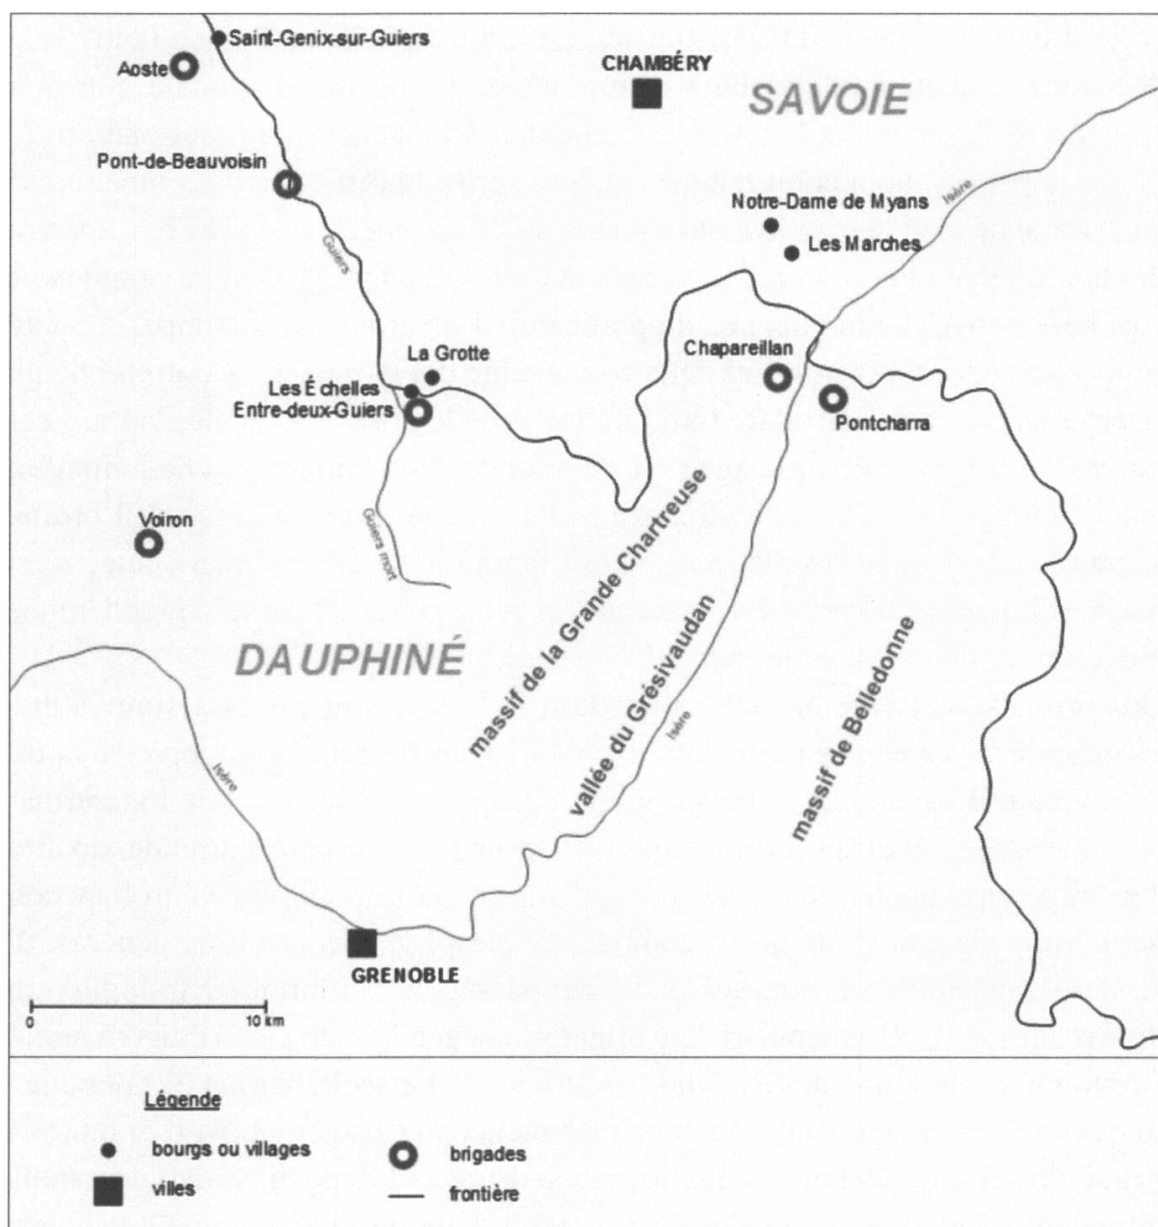 Saint-Genix-sur-Guiers
Aoste
CHAMBÉRY
SAVOIE
Pont-de-Beauvoisin
Isère
Notre-Dame de Myans
Guiers
Les Marches
La Grotte
Chapareillan
Les Échelles
Entre-deux-Guiers
Pontcharra
Voiron
Guiers mort
massif de la Grande Chartreuse
DAUPHINÉ
vallée du Grésivaudan
Isère
massif de Belledonne
Isère
GRENOBLE
0
10 km
Légende
bourgs ou villages
brigades
villes
frontière